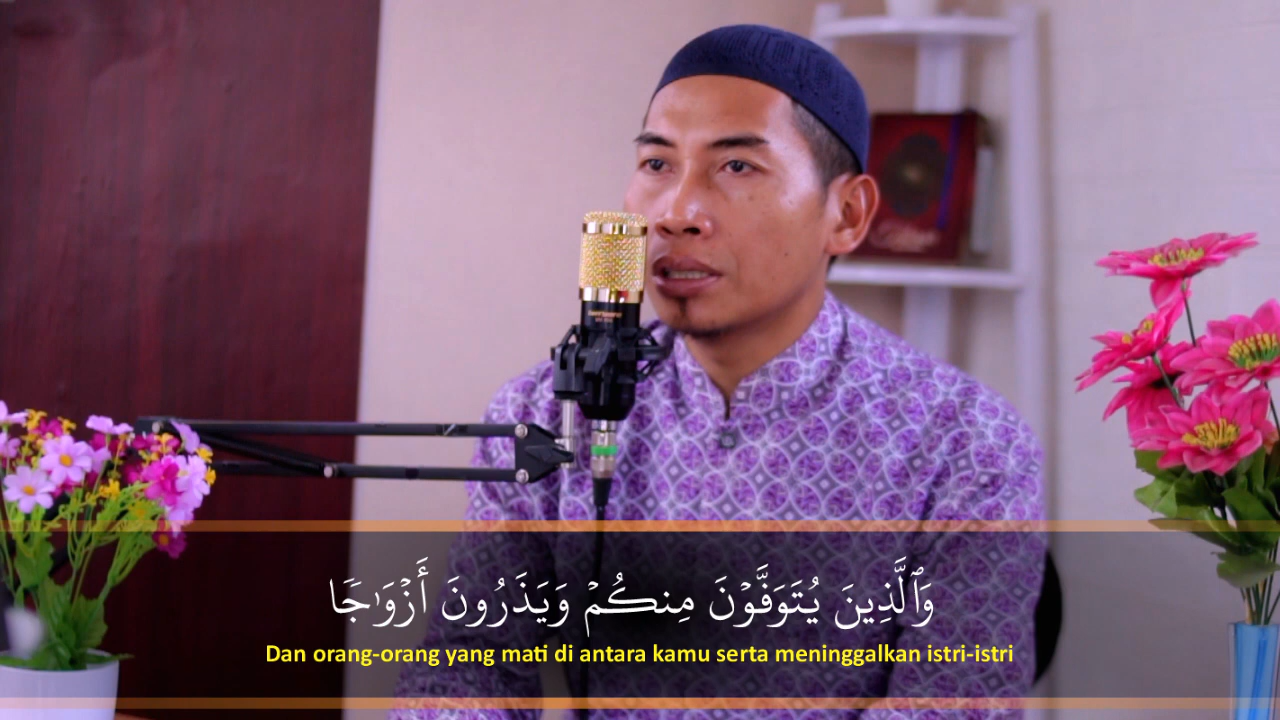 وَٱلَّذِينَ يُتَوَفَّوۡنَ مِنكُمۡ وَيَذَرُونَ أَزۡوَٰجٗا
Dan orang-orang yang mati di antara kamu serta meninggalkan istri-istri